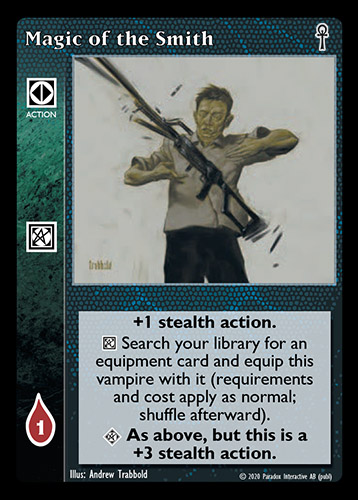 Magic of the Smith
ACTION
Trabbold
+1 stealth action.
Search your library for an
equipment card and equip this
vampire with it (requirements
and cost apply as normal;
shuffle afterward).
As above, but this is a
+3 stealth action.
1
Illus: Andrew Trabbold
© 2020 Paradox Interactive AB (publ)